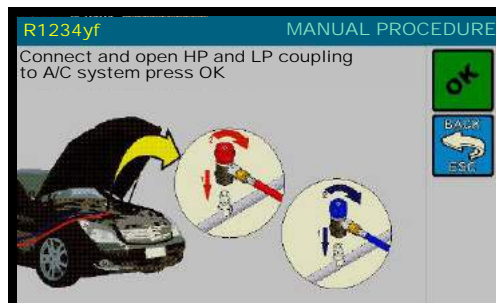 R1234yf
MANUAL PROCEDURE
Connect and open HP and LP coupling
to A/C system press OK
OK
BACK
ESC